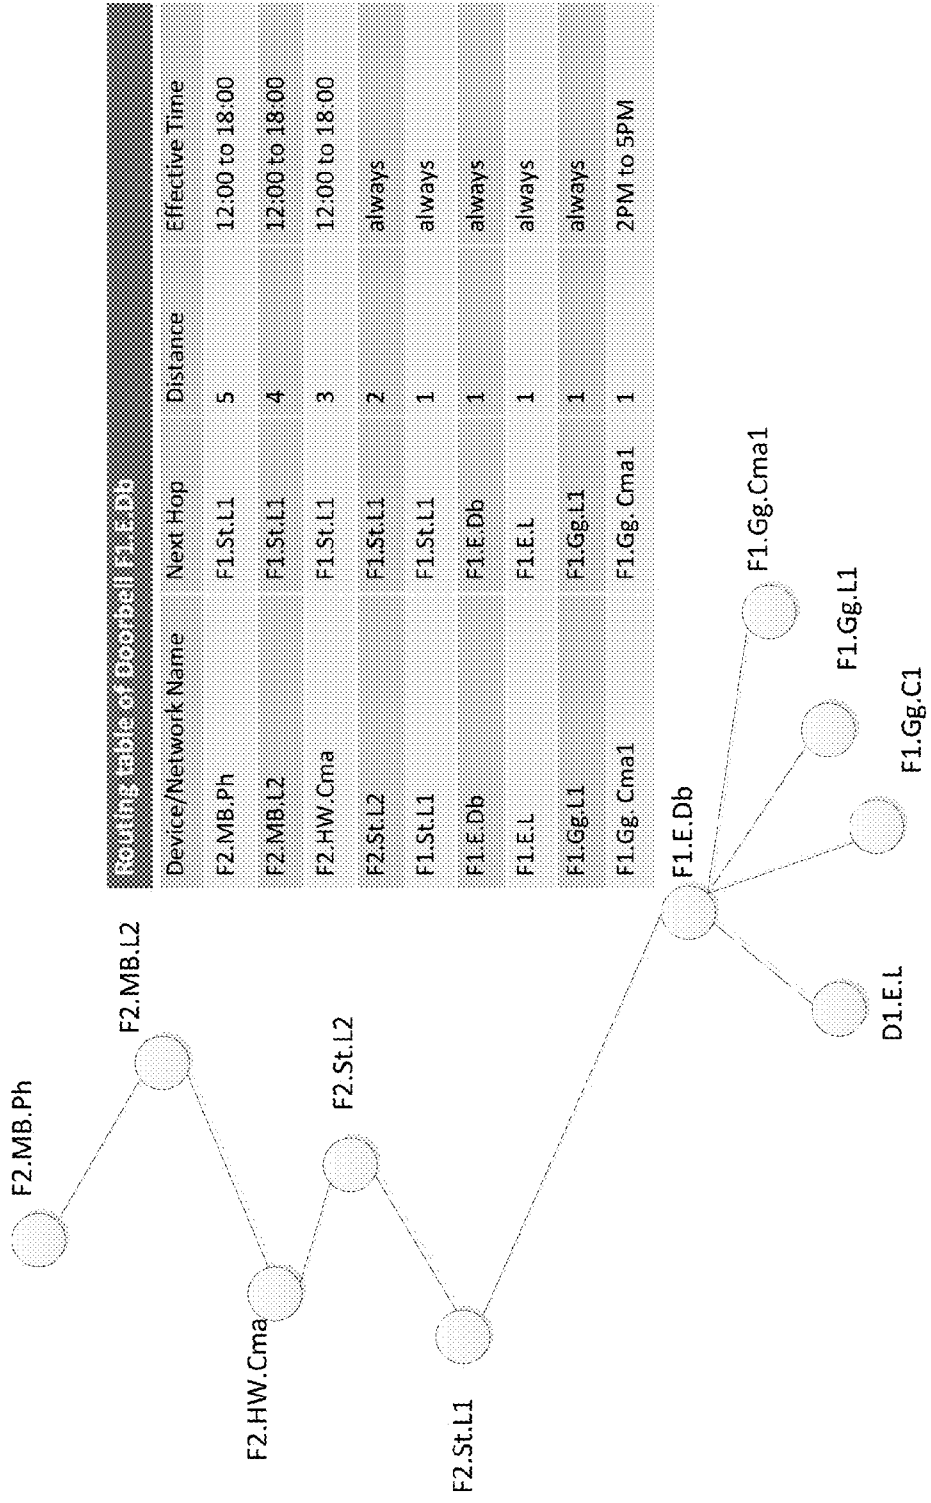 Routing table of Doorbell F1.E.Db
Device/Network Name Next Hop Distance Effective Time
F2.MB.Ph F1.St.L1 5 12:00 to 18:00
F2.MB.L2 F1.St.L1 4 12:00 to 18:00
F2.HW.Cma F1.St.L1 3 12:00 to 18:00
F2.St.L2 F1.St.L1 2 always
F1.St.L1 F1.St.L1 1 always
F1.E.Db F1.E.Db 1 always
F1.E.L F1.E.L 1 always
F1.Gg.L1 F1.Gg.L1 1 always
F1.Gg. Cma1 F1.Gg. Cma1 1 2PM to 5PM
F2.MB.Ph
F2.MB.L2
F2.HW.Cma
F2.St.L2
F2.St.L1
F1.E.Db
D1.E.L
F1.Gg.C1
F1.Gg.L1
F1.Gg.Cma1